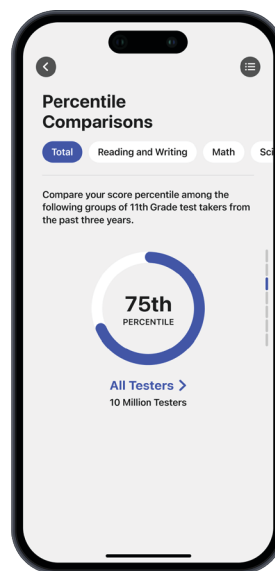 Percentile
Comparisons
Total
Reading and Writing
Math
Sci
Compare your score percentile among the
following groups of 11th Grade test takers from
the past three years.
75th
PERCENTILE
All Testers
10 Million Testers